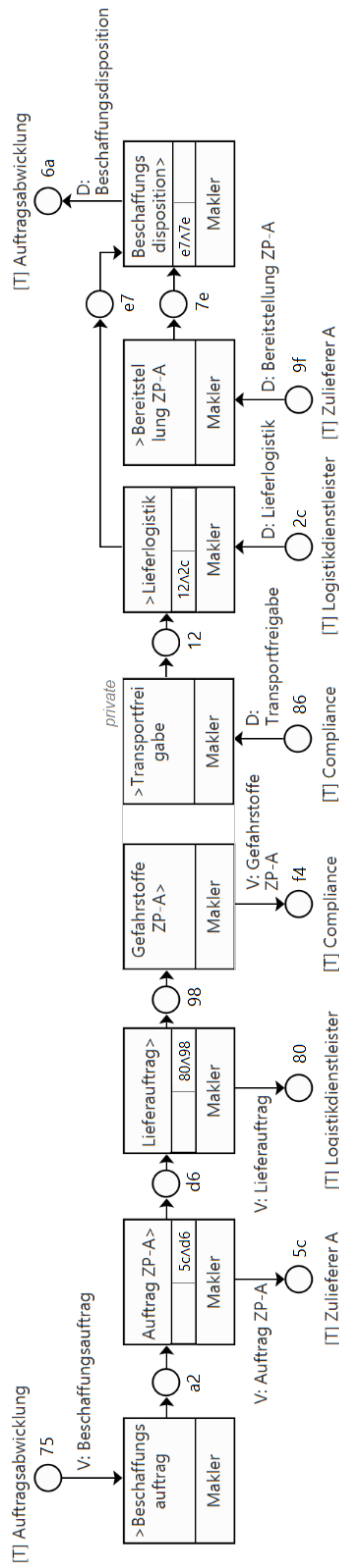 [T] Auftragsabwicklung
75
V: Beschaffungsauftrag
>Beschaffungs
auftrag
Makler
a2
Auftrag ZP-A>
5c∧d6
Makler
V: Auftrag ZP-A
5c
[T] Zulieferer A
d6
Lieferauftrag>
80∧98
Makler
V: Lieferauftrag
80
[T] Logistikdienstleister
98
Gefahrstoffe
ZP-A>
Makler
V: Gefahrstoffe
ZP-A
f4
[T] Compliance
private
>Transportfrei
gabe
Makler
D:
Transportfreigabe
86
[T] Compliance
12
>Lieferlogistik
12∧2c
Makler
D: Lieferlogistik
2c
[T] Logistikdienstleister
>Bereitstel
lung ZP-A
Makler
D: Bereitstellung ZP-A
9f
[T] Zulieferer A
e7
7e
Beschaffungs
disposition>
e7∧7e
Makler
D:
Beschaffungsdisposition
6a
[T] Auftragsabwicklung